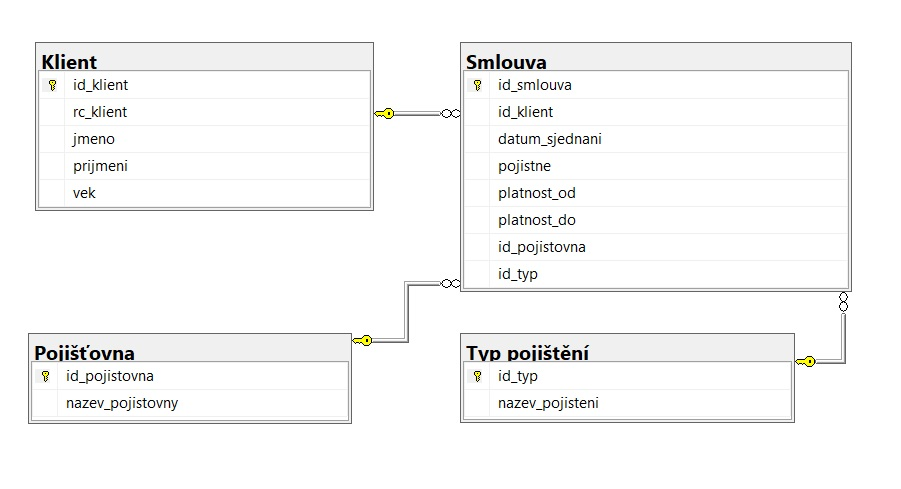 Klient
id_klient
rc_klient
jmeno
prijmeni
vek
Smlouva
id_smlouva
id_klient
datum_sjednani
pojistne
platnost_od
platnost_do
id_pojistovna
id_typ
Pojišťovna
id_pojistovna
nazev_pojistovny
Typ pojištění
id_typ
nazev_pojisteni